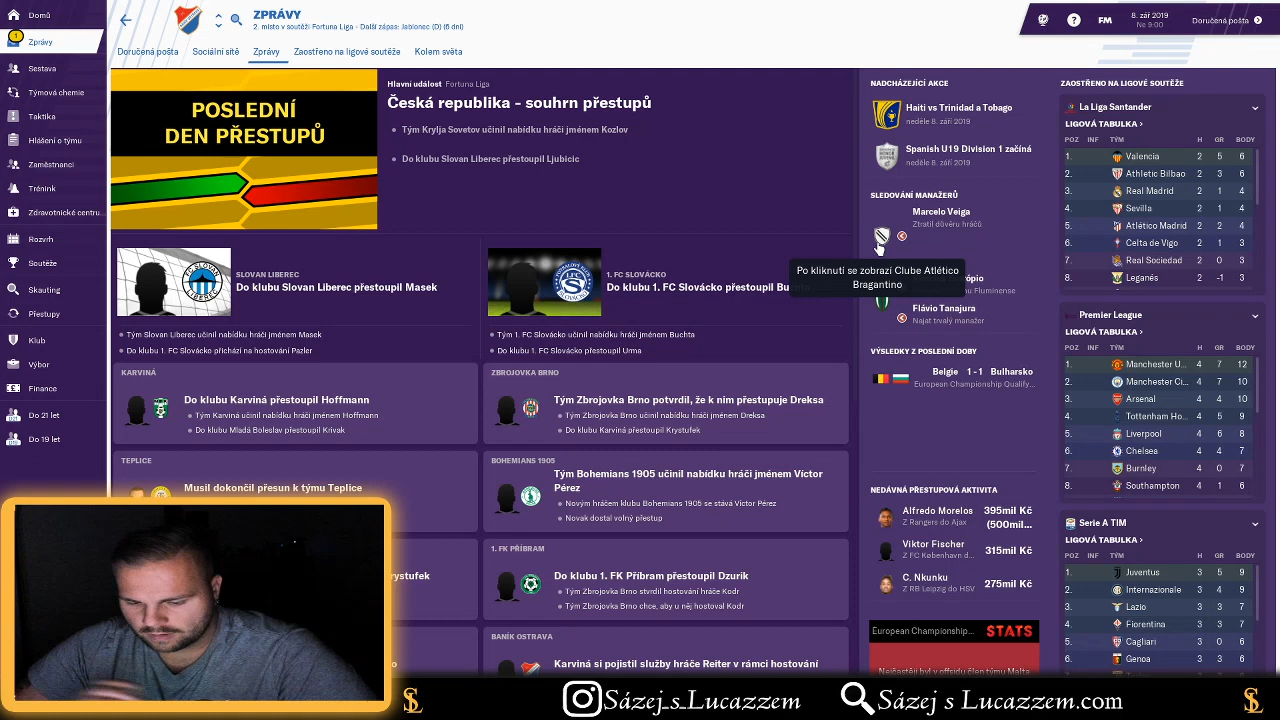 Domů
1
Zprávy
Sestava
Týmová chemie
Taktika
Hlášení o týmu
Zaměstnanci
Trénink
Zdravotnické centru...
Rozvrh
Soutěže
Skauting
Přestupy
Klub
Výbor
Finance
Do 21 let
Do 19 let
ZPRÁVY
2. místo v soutěži Fortuna Liga - Další zápas: Jablonec (D) (6 dní)
FM
8. zář 2019
Ne 9:00
Doručená pošta
Doručená pošta
Sociální sítě
Zprávy
Zaostřeno na ligové soutěže
Kolem světa
POSLEDNÍ
DEN PŘESTUPŮ
Hlavní událost Fortuna Liga
Česká republika - souhrn přestupů
Tým Krylja Sovetov učinil nabídku hráči jménem Kozlov
Do klubu Slovan Liberec přestoupil Ljubicic
SLOVAN LIBEREC
Do klubu Slovan Liberec přestoupil Masek
Tým Slovan Liberec učinil nabídku hráči jménem Masek
Do klubu Slovan Liberec přichází na hostování Pazler
1. FC SLOVÁCKO
Do klubu 1. FC Slovácko přestoupil
Tým 1. FC Slovácko učinil nabídku hráči jménem Buchta
Do klubu 1. FC Slovácko přestoupil Urma
KARVINÁ
Do klubu Karviná přestoupil Hoffmann
Tým Karviná učinil nabídku hráči jménem Hoffmann
Do klubu Mladá Boleslav přestoupil Krivak
ZBROJOVKA BRNO
Tým Zbrojovka Brno potvrdil, že k nim přestupuje Dreksa
Tým Zbrojovka Brno učinil nabídku hráči jménem Dreksa
Do klubu Karviná přestoupil Krystufek
TEPLICE
Musil dokončil přesun k týmu Teplice
BOHEMIANS 1905
Tým Bohemians 1905 učinil nabídku hráči jménem Víctor
Pérez
Novým hráčem klubu Bohemians 1905 se stává Víctor Pérez
Novak dostal volný přestup
rystufek
1. FK PŘÍBRAM
Do klubu 1. FK Příbram přestoupil Dzurik
Tým Zbrojovka Brno stvrdil hostování hráče Kodr
Tým Zbrojovka Brno chce, aby u něj hostoval Kodr
BANÍK OSTRAVA
Karviná si pojistil služby hráče Reiter v rámci hostování
NADCHÁZEJÍCÍ AKCE
Haiti vs Trinidad a Tobago
neděle 8. září 2019
Spanish U19 Division 1 začíná
neděle 8. září 2019
SLEDOVÁNÍ MANAŽERŮ
Marcelo Veiga
Ztratil důvěru hráčů
Po kliknutí se zobrazí Clube Atlético
Bragantino
ópio
nu Fluminense
Flávio Tanajura
Najat trvalý manažer
VÝSLEDKY Z POSLEDNÍ DOBY
Belgie 1 - 1 Bulharsko
European Championship Qualify...
NEDÁVNÁ PŘESTUPOVÁ AKTIVITA
Alfredo Morelos
Z Rangers do Ajax
395mil Kč
(500mil...
Viktor Fischer
Z FC København d...
315mil Kč
C. Nkunku
Z RB Leipzig do HSV
275mil Kč
European Championship...
STATS
Nejčastěji byl v offsidu člen týmu Malta
ZAOSTŘENO NA LIGOVÉ SOUTĚŽE
La Liga Santander
LIGOVÁ TABULKA
POZ INF TÝM H GR BODY
1. Valencia 2 5 6
2. Athletic Bilbao 2 3 6
3. Real Madrid 2 1 4
4. Sevilla 2 1 4
5. Atlético Madrid 2 2 4
6. Celta de Vigo 2 1 3
7. Real Sociedad 2 1 3
8. Leganés 2 -1 3
Premier League
LIGOVÁ TABULKA
POZ INF TÝM H GR BODY
1. Manchester U... 4 7 12
2. Manchester Ci... 4 7 10
3. Arsenal 4 4 10
4. Tottenham Ho... 4 4 9
5. Liverpool 4 6 8
6. Chelsea 4 4 7
7. Burnley 4 0 7
8. Southampton 4 1 6
Serie A TIM
LIGOVÁ TABULKA
POZ INF TÝM H GR BODY
1. Juventus 3 5 9
2. Internazionale 3 4 9
3. Lazio 3 3 7
4. Fiorentina 3 3 7
5. Cagliari 3 0 6
6. Genoa 3 3 6
Sázej_s_Lucazzem
Sázej s Lucazzem.com